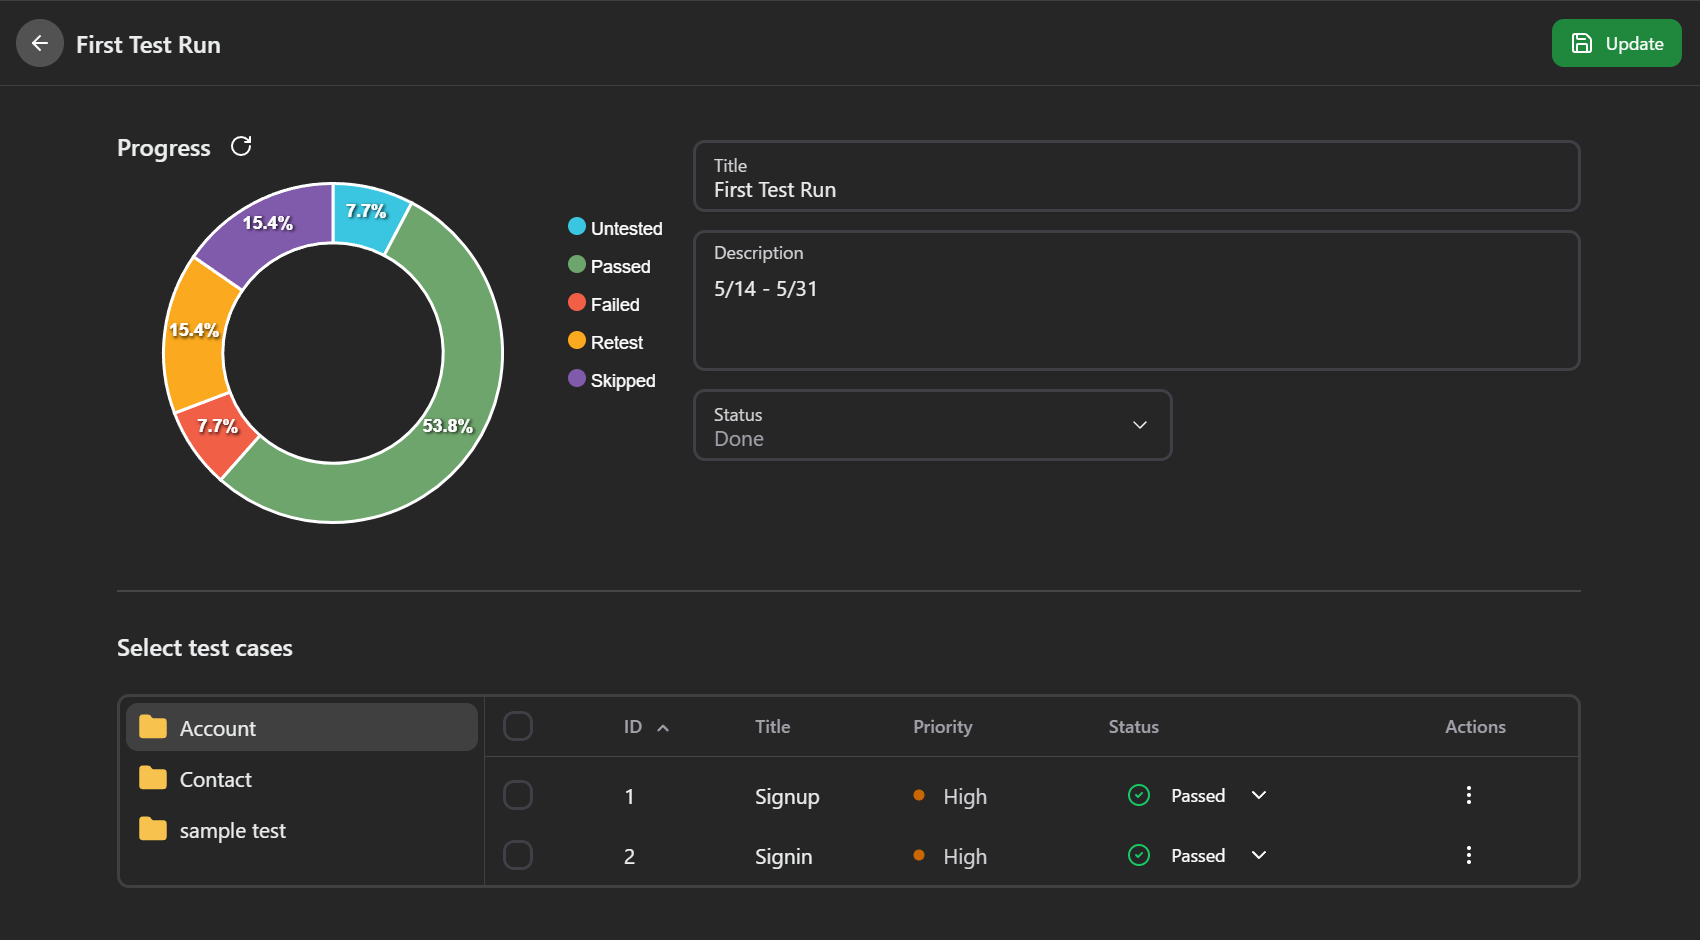 First Test Run
Update
Progress
7.7%
53.8%
7.7%
15.4%
15.4%
Untested
Passed
Failed
Retest
Skipped
Title
First Test Run
Description
5/14 - 5/31
Status
Done
Select test cases
Account
Contact
sample test
ID Title Priority Status Actions
1 Signup High Passed
2 Signin High Passed